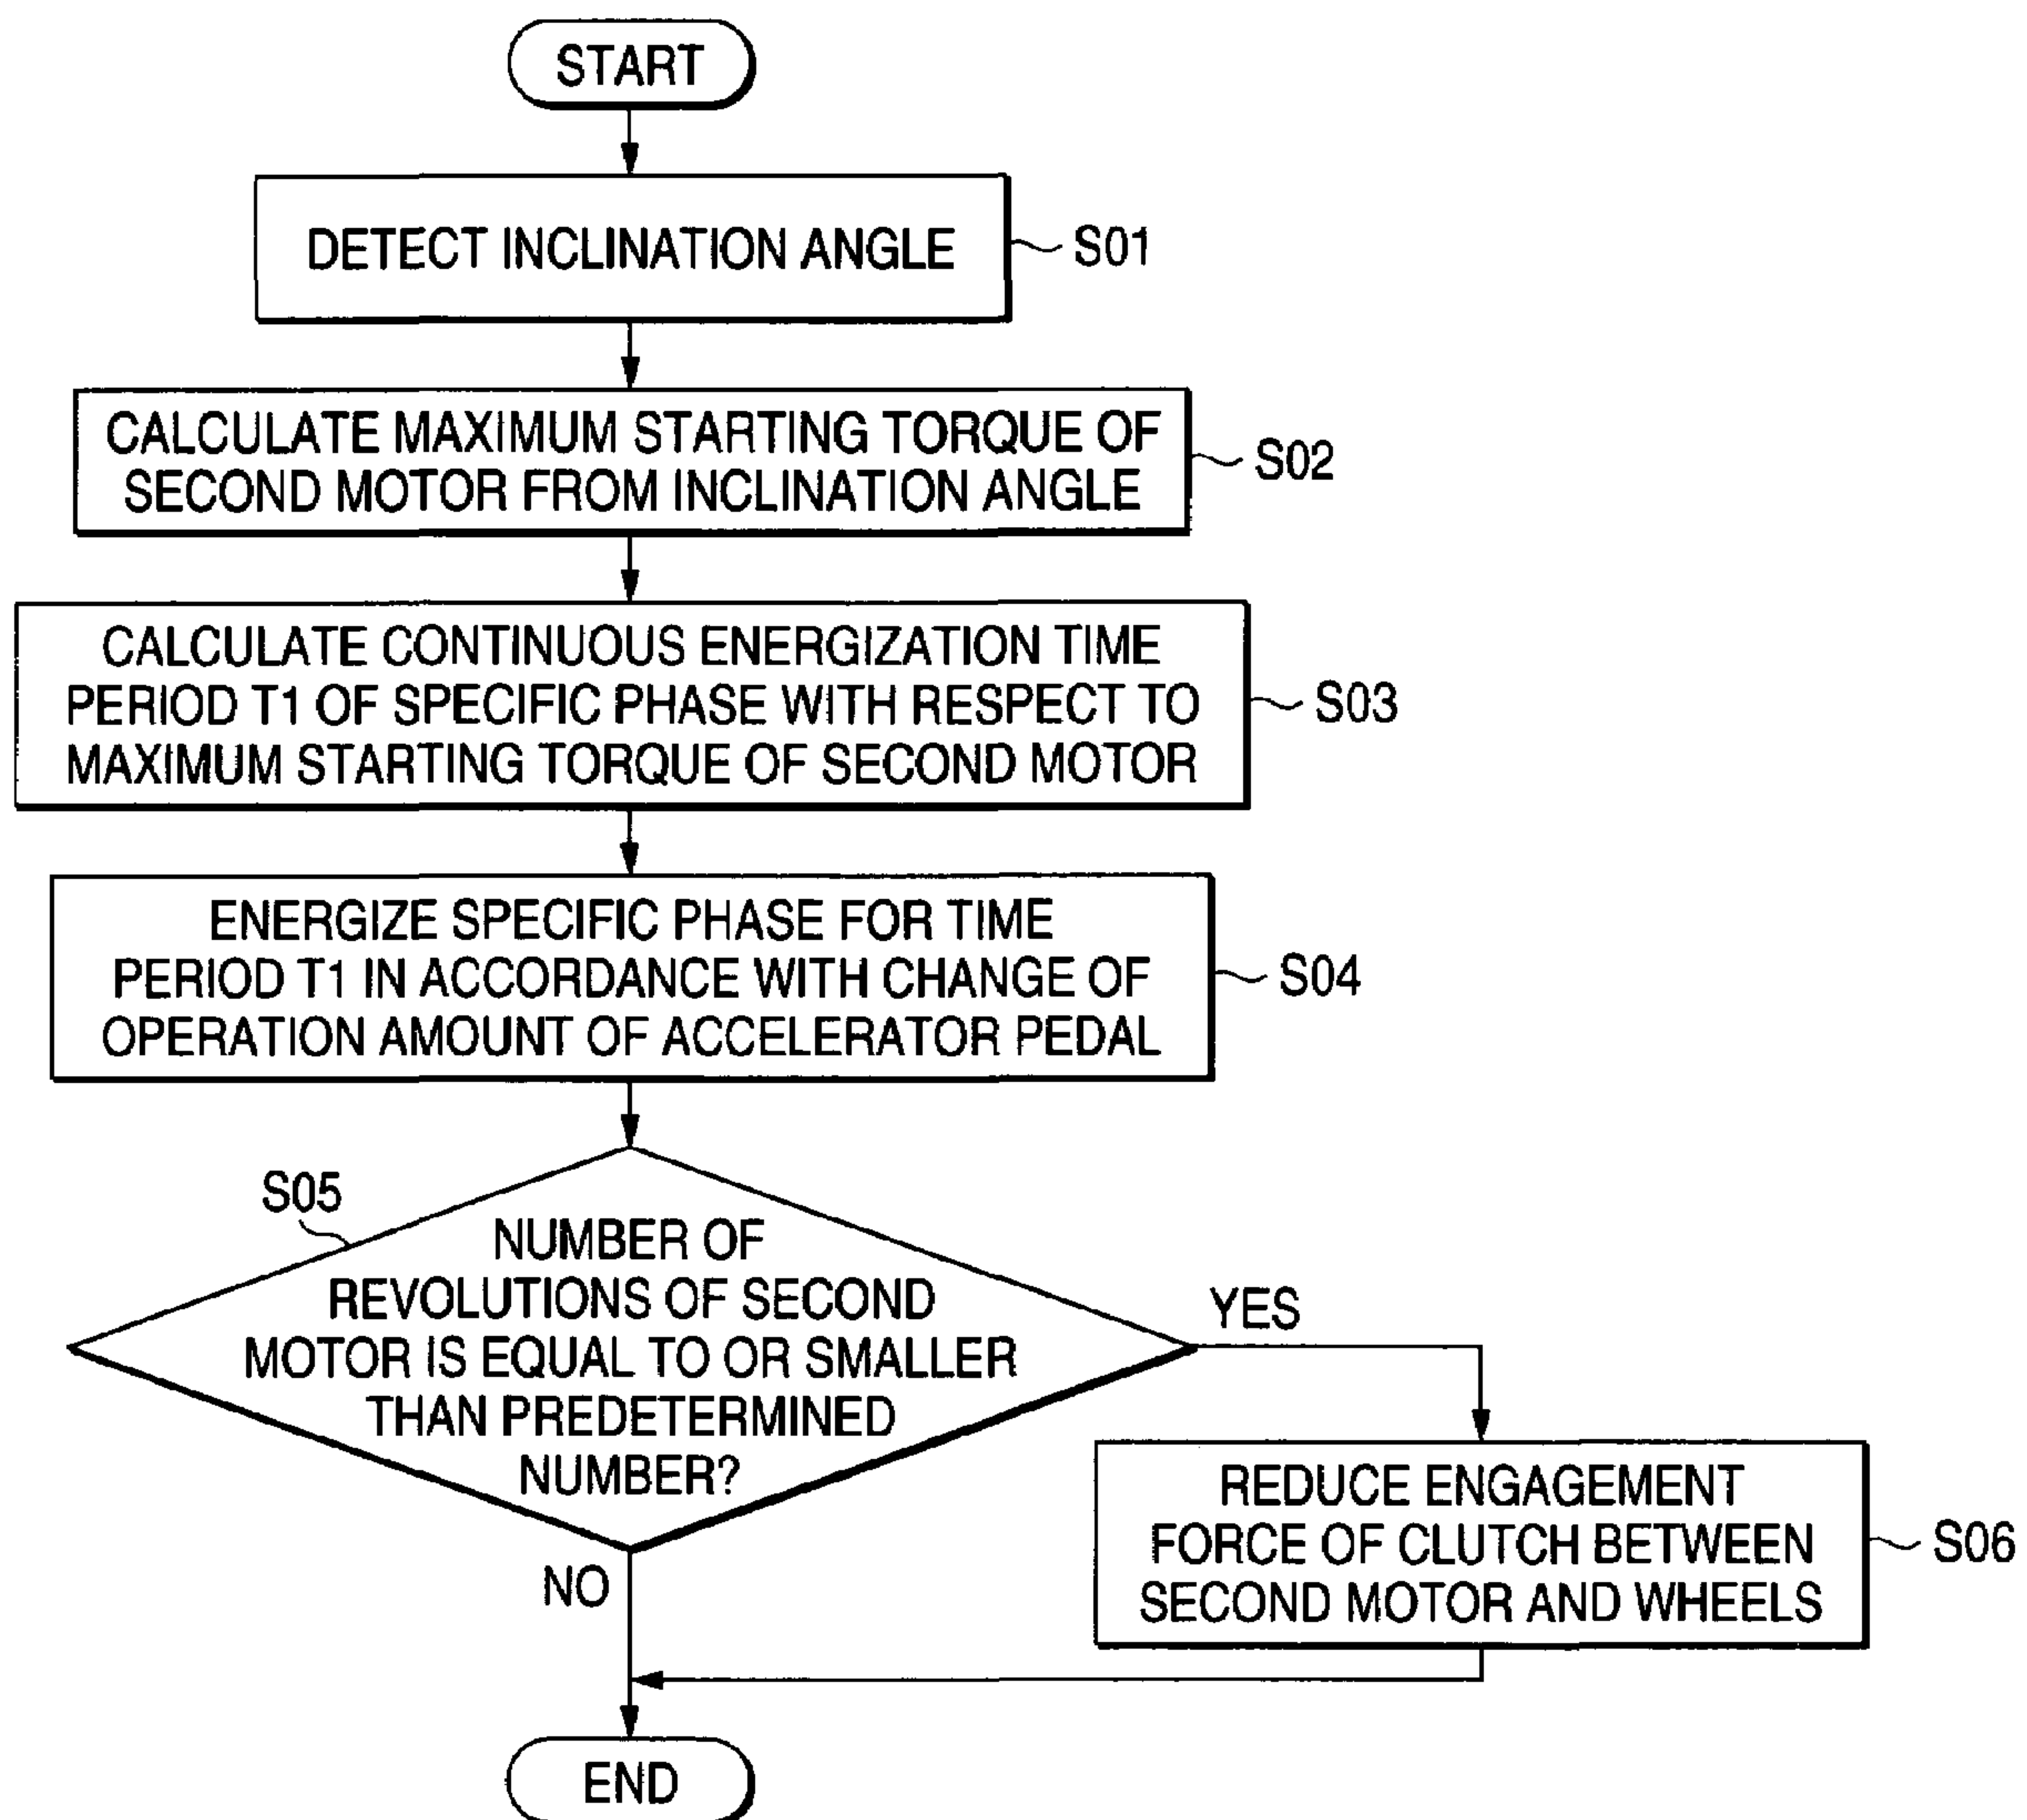 START
DETECT INCLINATION ANGLE
S01
CALCULATE MAXIMUM STARTING TORQUE OF
SECOND MOTOR FROM INCLINATION ANGLE
S02
CALCULATE CONTINUOUS ENERGIZATION TIME
PERIOD T1 OF SPECIFIC PHASE WITH RESPECT TO
MAXIMUM STARTING TORQUE OF SECOND MOTOR
S03
ENERGIZE SPECIFIC PHASE FOR TIME
PERIOD T1 IN ACCORDANCE WITH CHANGE OF
OPERATION AMOUNT OF ACCELERATOR PEDAL
S04
S05
NUMBER OF
REVOLUTIONS OF SECOND
MOTOR IS EQUAL TO OR SMALLER
THAN PREDETERMINED
NUMBER?
YES
REDUCE ENGAGEMENT
FORCE OF CLUTCH BETWEEN
SECOND MOTOR AND WHEELS
S06
NO
END